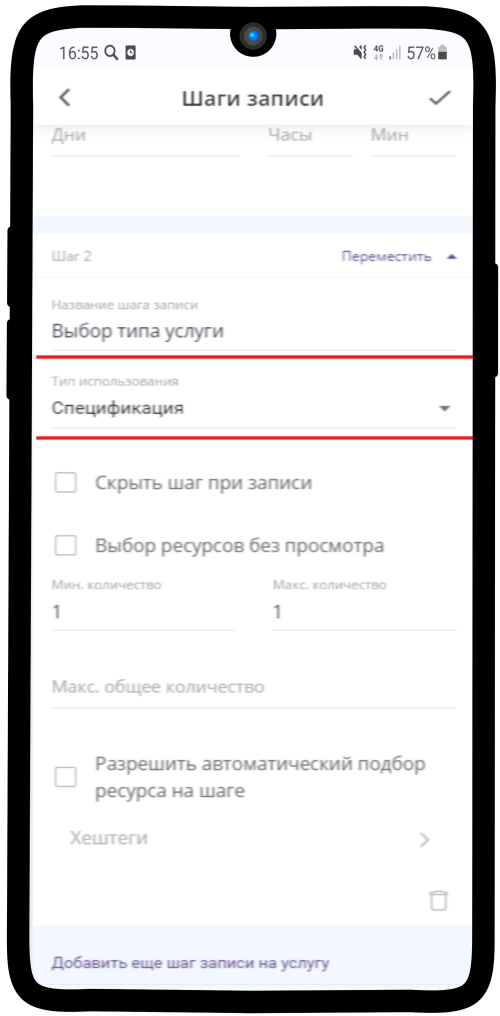 16:55 4G 57%
Шаги записи
Дни Часы Мин
Шаг 2 Переместить
Название шага записи
Выбор типа услуги
Тип использования
Спецификация
Скрыть шаг при записи
Выбор ресурсов без просмотра
Мин. количество Макс. количество
1 1
Макс. общее количество
Разрешить автоматический подбор
ресурса на шаге
Хештеги
Добавить еще шаг записи на услугу